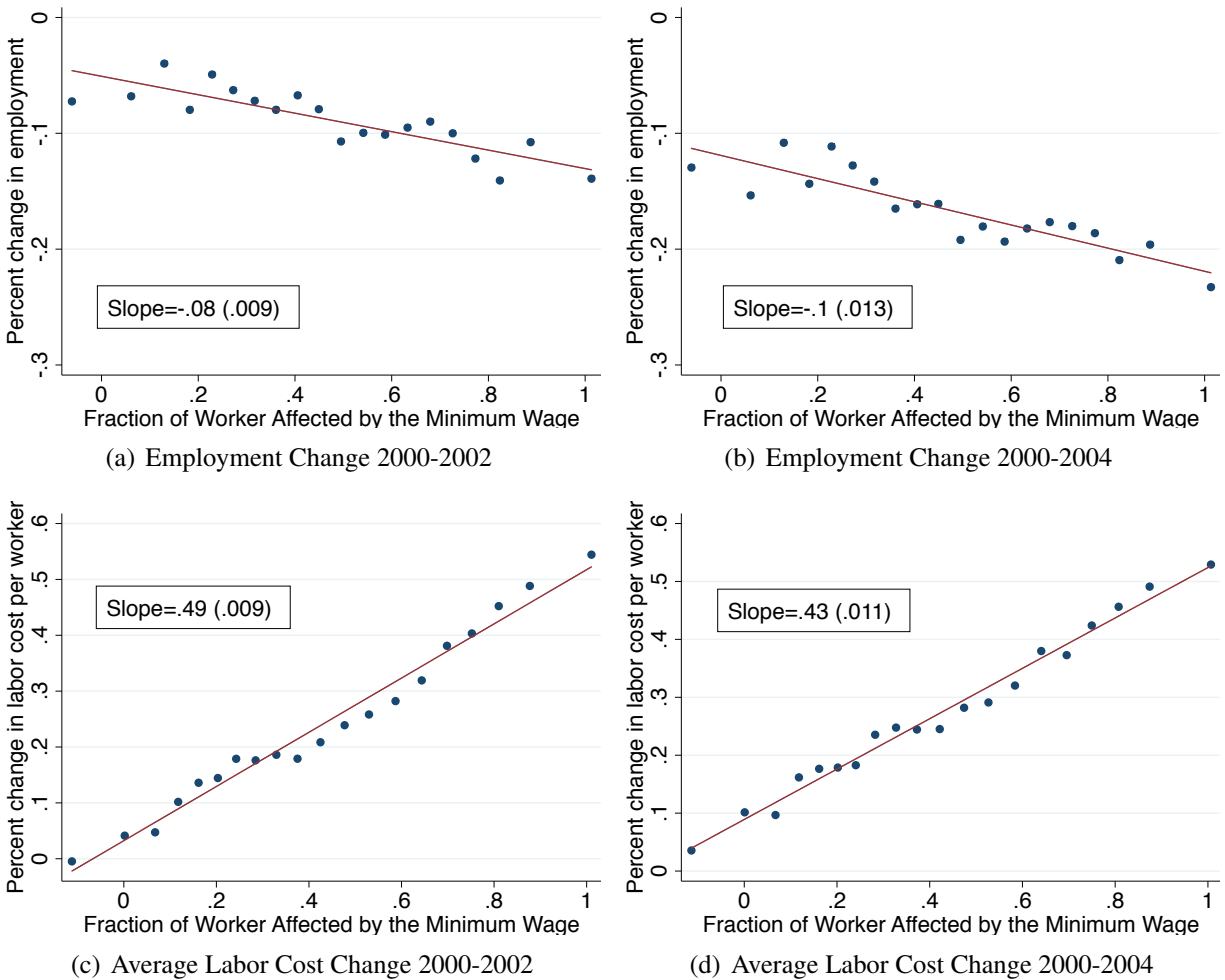 Percent change in employment
0
-.1
-.2
-.3
Slope=-.08 (.009)
0 .2 .4 .6 .8 1
Fraction of Worker Affected by the Minimum Wage
(a) Employment Change 2000-2002
Percent change in employment
0
-.1
-.2
-.3
Slope=-.1 (.013)
0 .2 .4 .6 .8 1
Fraction of Worker Affected by the Minimum Wage
(b) Employment Change 2000-2004
Percent change in labor cost per worker
.6
.5
.4
.3
.2
.1
0
Slope=.49 (.009)
0 .2 .4 .6 .8 1
Fraction of Worker Affected by the Minimum Wage
(c) Average Labor Cost Change 2000-2002
Percent change in labor cost per worker
.6
.5
.4
.3
.2
.1
0
Slope=.43 (.011)
0 .2 .4 .6 .8 1
Fraction of Worker Affected by the Minimum Wage
(d) Average Labor Cost Change 2000-2004